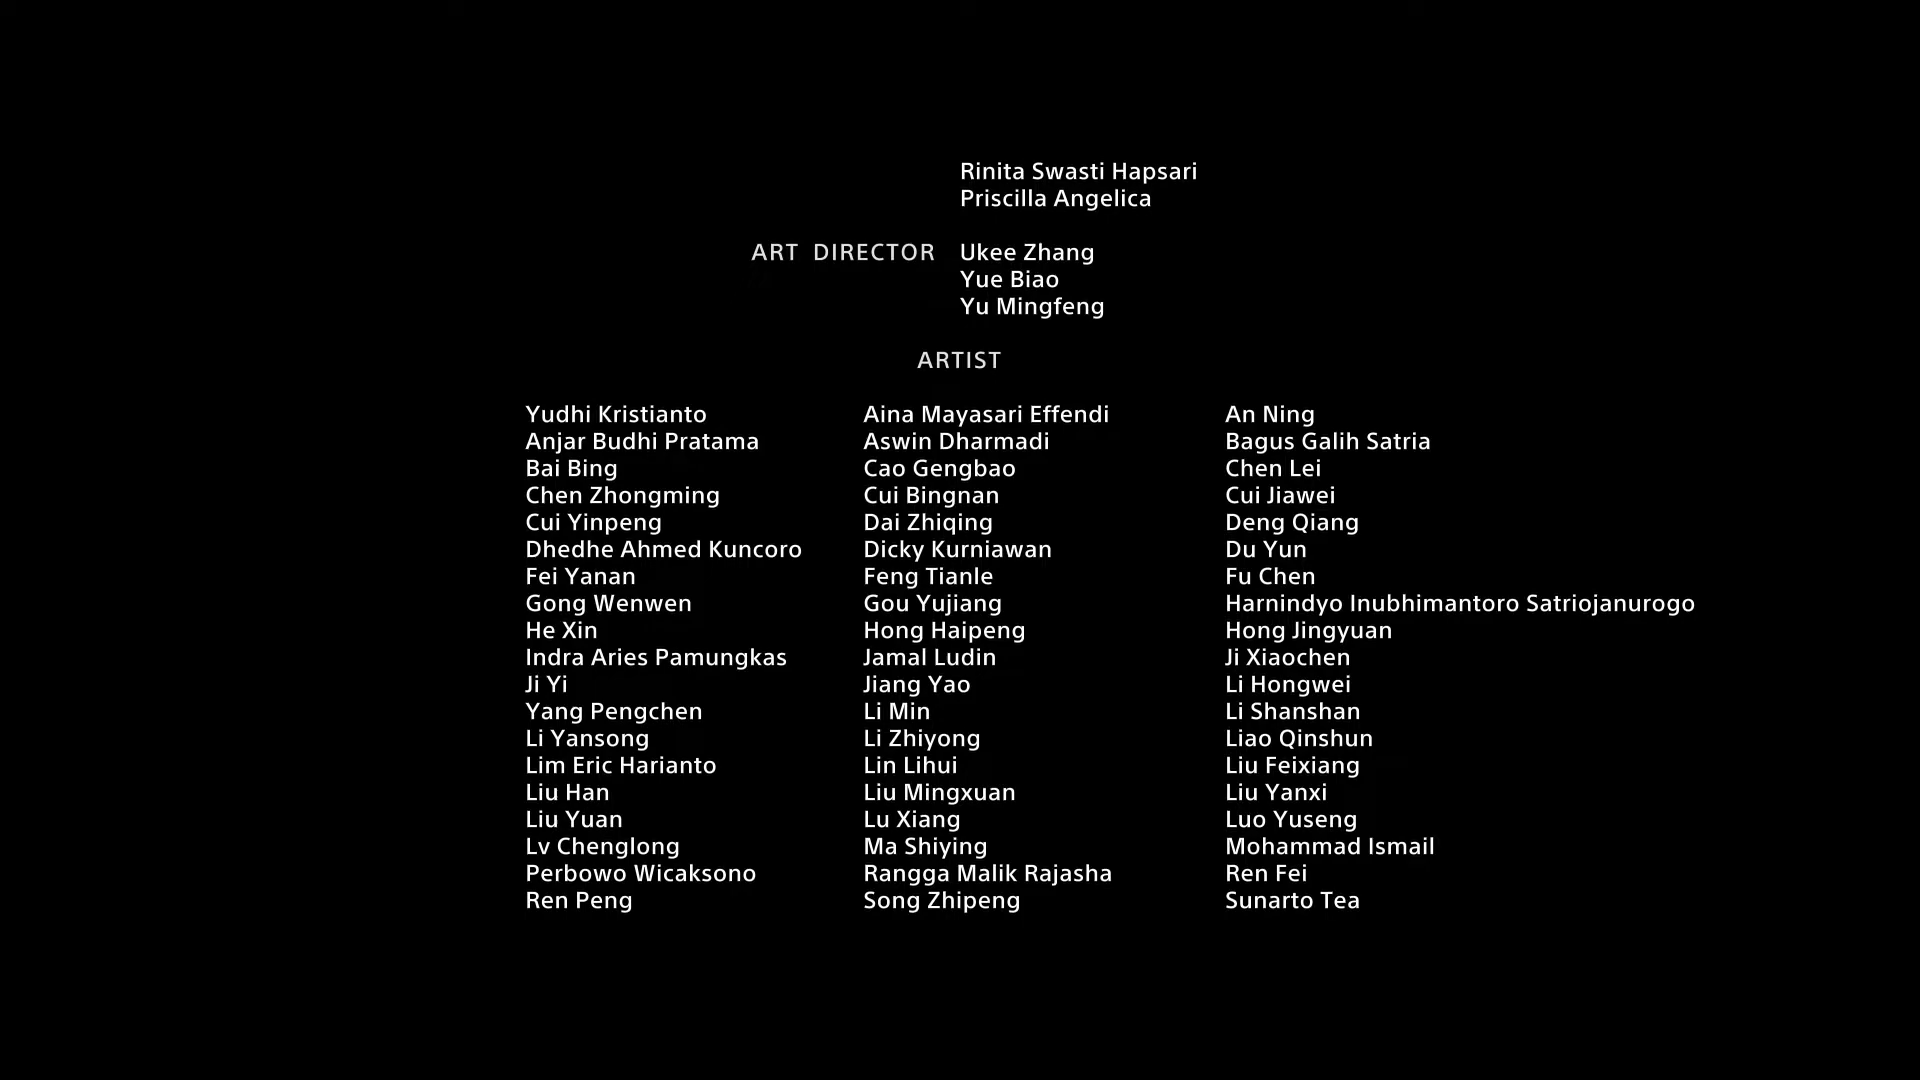 Rinita Swasti Hapsari
Priscilla Angelica
ART DIRECTOR Ukee Zhang
Yue Biao
Yu Mingfeng
ARTIST
Yudhi Kristianto Aina Mayasari Effendi An Ning
Anjar Budhi Pratama Aswin Dharmadi Bagus Galih Satria
Bai Bing Cao Gengbao Chen Lei
Chen Zhongming Cui Bingnan Cui Jiawei
Cui Yinpeng Dai Zhiqing Deng Qiang
Dhedhe Ahmed Kuncoro Dicky Kurniawan Du Yun
Fei Yanan Feng Tianle Fu Chen
Gong Wenwen Gou Yujiang Harnindyo Inubhimantoro Satriojanurogo
He Xin Hong Haipeng Hong Jingyuan
Indra Aries Pamungkas Jamal Ludin Ji Xiaochen
Ji Yi Jiang Yao Li Hongwei
Yang Pengchen Li Min Li Shanshan
Li Yansong Li Zhiyong Liao Qinshun
Lim Eric Harianto Lin Lihui Liu Feixiang
Liu Han Liu Mingxuan Liu Yanxi
Liu Yuan Lu Xiang Luo Yuseng
Lv Chenglong Ma Shiying Mohammad Ismail
Perbowo Wicaksono Rangga Malik Rajasha Ren Fei
Ren Peng Song Zhipeng Sunarto Tea